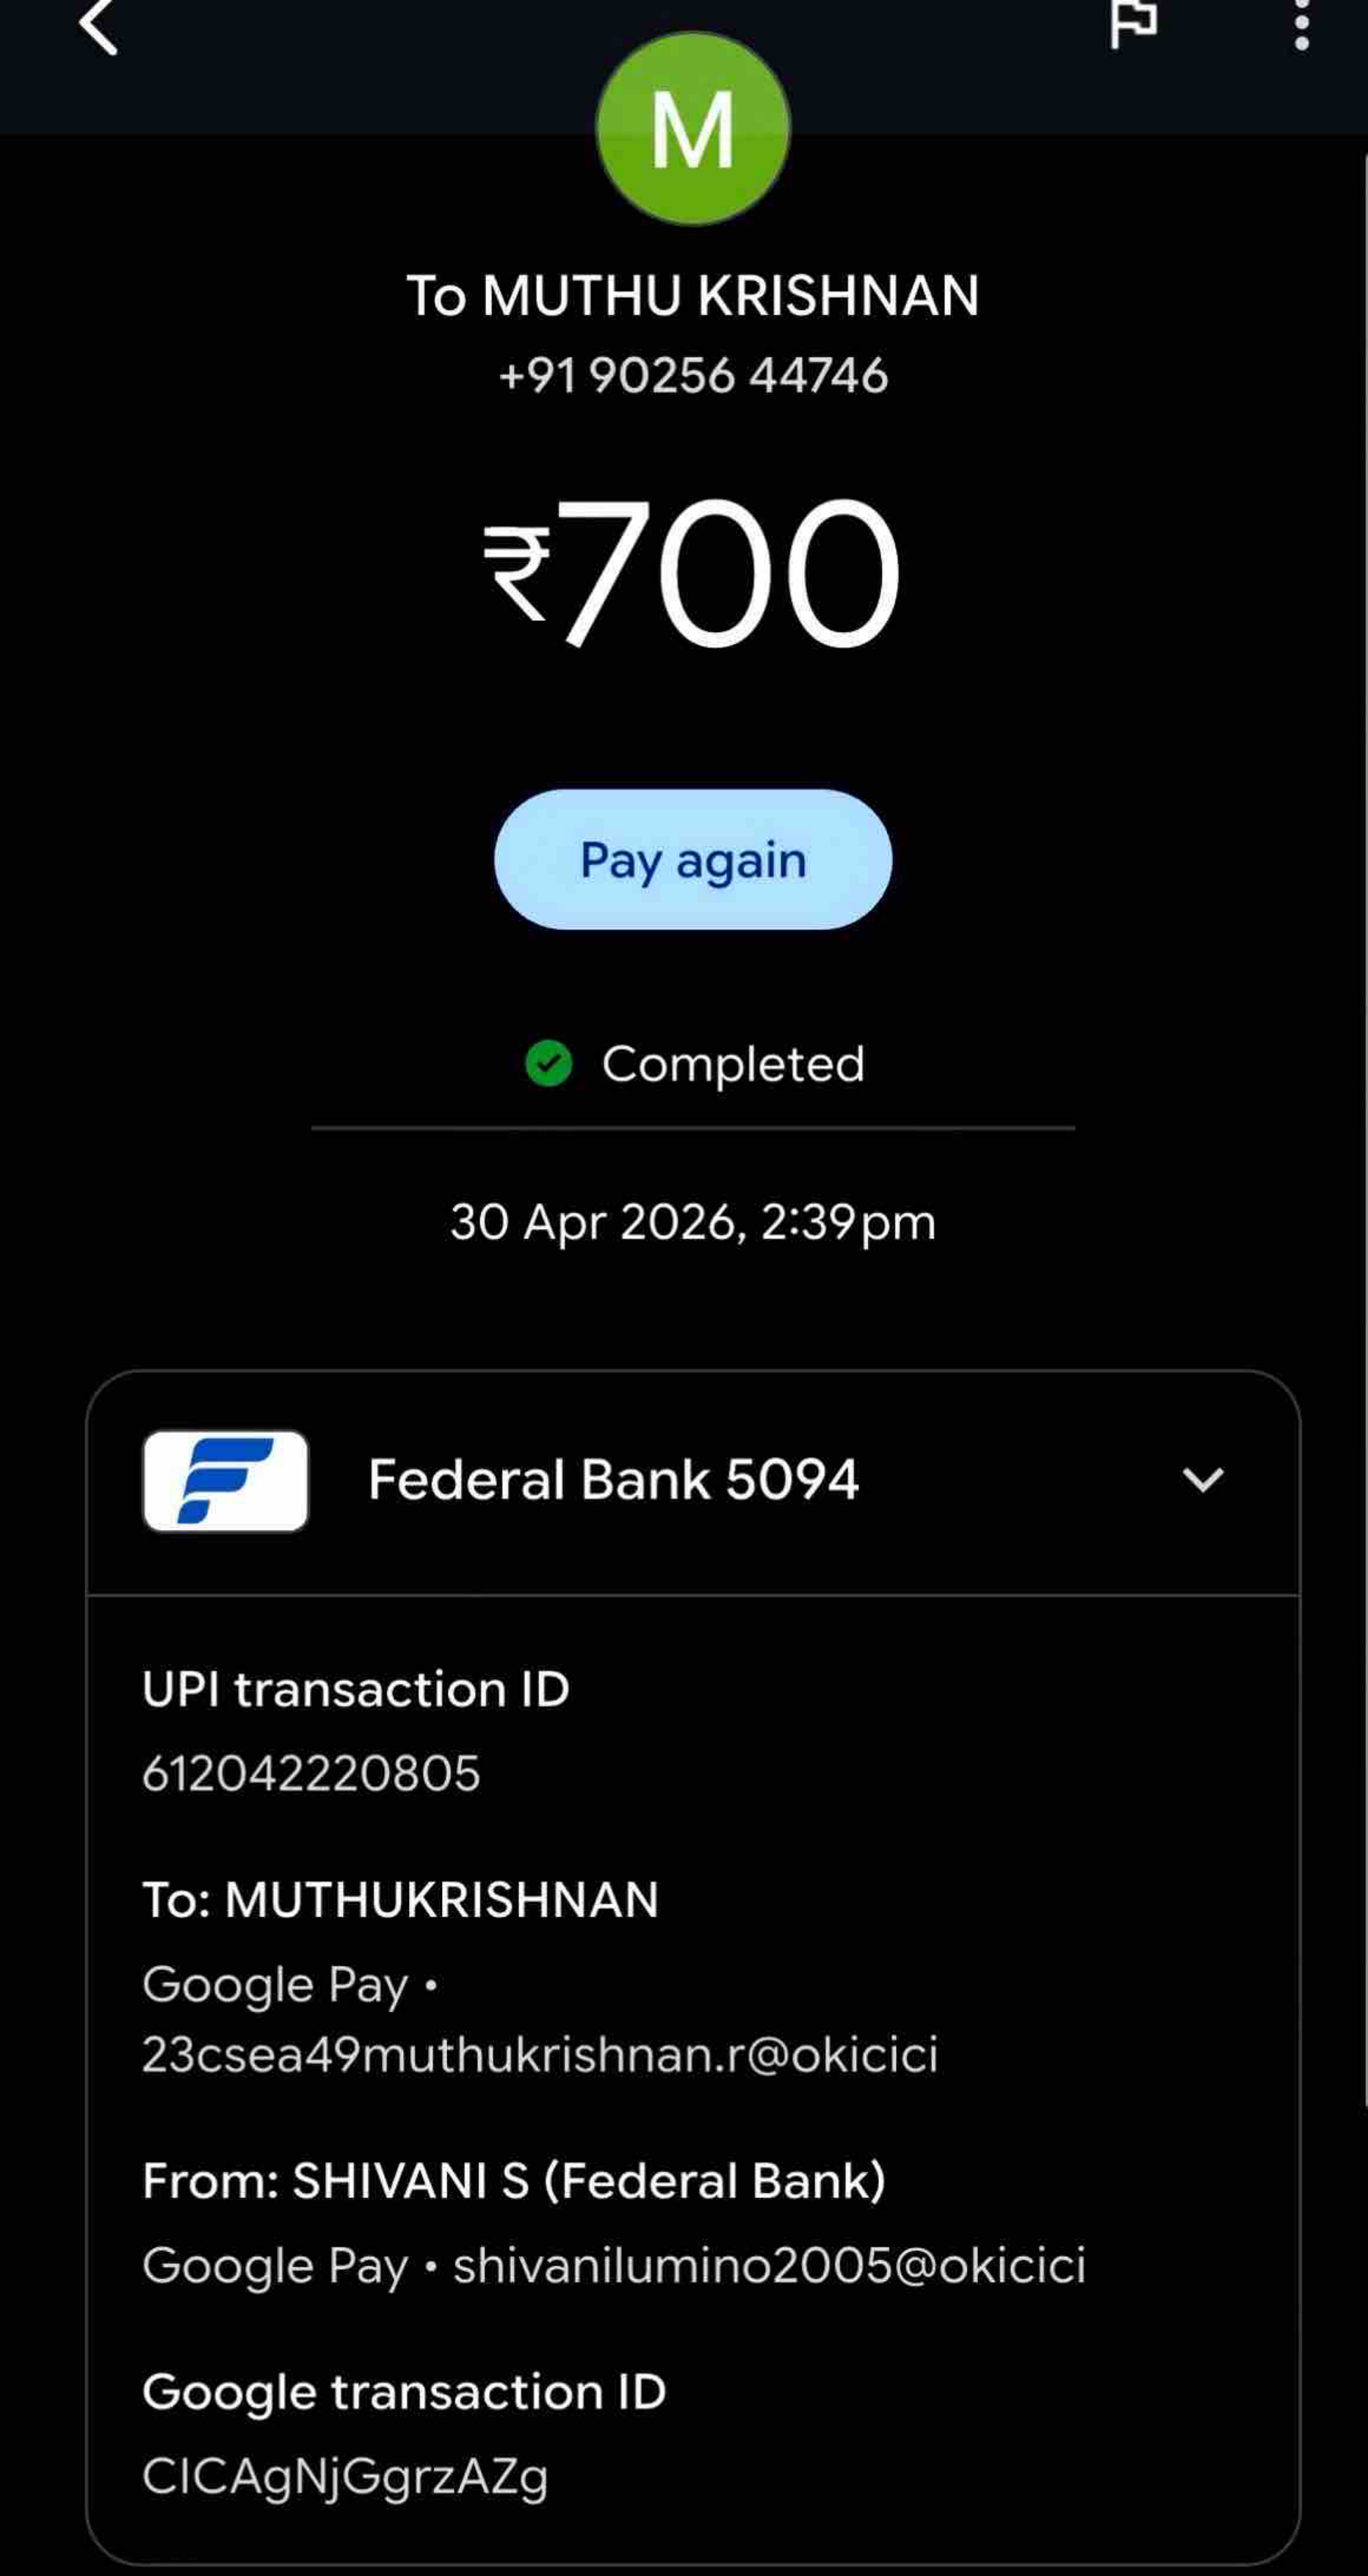 M
To MUTHU KRISHNAN
+91 90256 44746
₹700
Pay again
Completed
30 Apr 2026, 2:39pm
Federal Bank 5094
UPI transaction ID
612042220805
To: MUTHUKRISHNAN
Google Pay •
23csea49muthukrishnan.r@okicici
From: SHIVANI S (Federal Bank)
Google Pay • shivanilumino2005@okicici
Google transaction ID
CICAgNjGgrzAZg